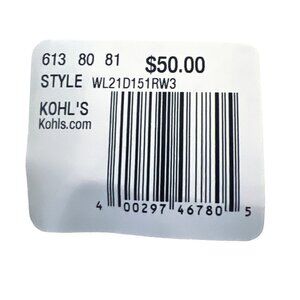 613 80 81 $50.00
STYLE WL21D151RW3
KOHL'S
Kohls.com
4 00297 46780 5